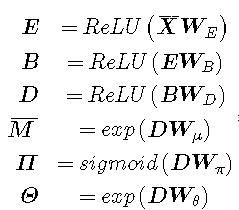 E = ReLU ( X̅W_E )
B = ReLU ( EW_B )
D = ReLU ( BW_D )
M̅ = exp ( DW_μ ) ,
Π = sigmoid ( DW_π )
Θ = exp ( DW_θ )